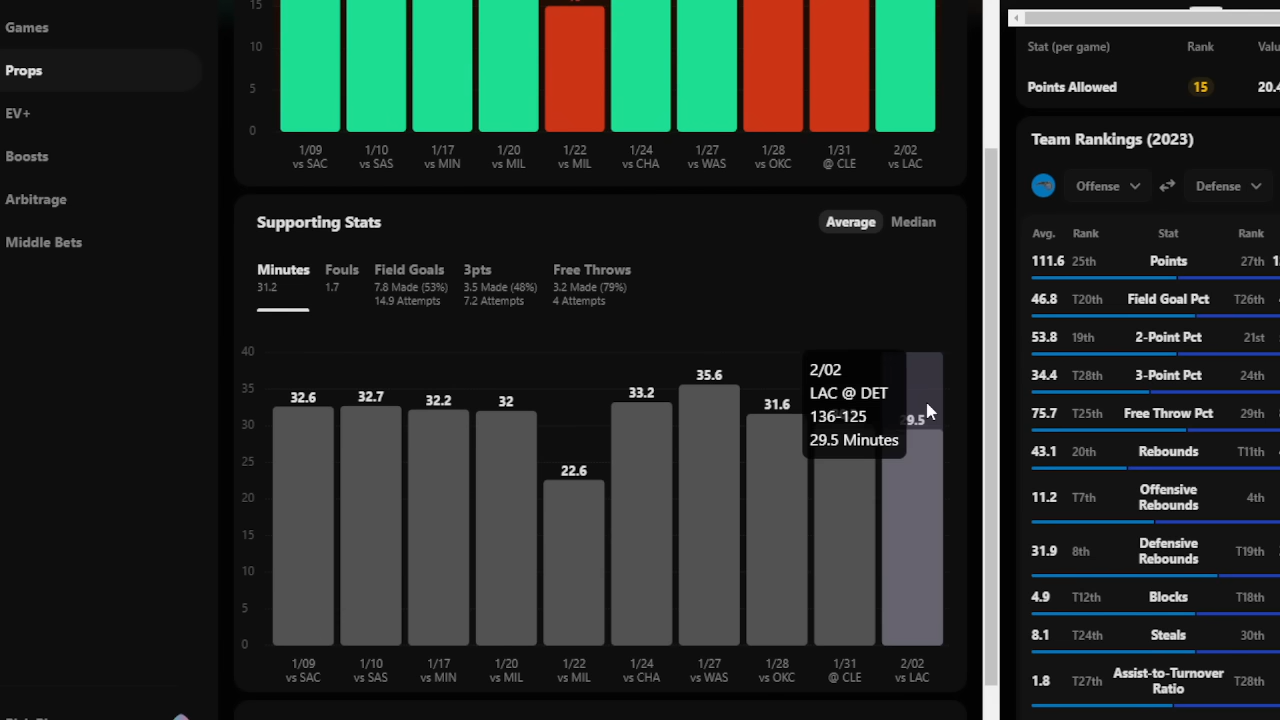 Games
Props
EV+
Boosts
Arbitrage
Middle Bets
15
10
5
0
1/09
vs SAC
1/10
vs SAS
1/17
vs MIN
1/20
vs MIL
1/22
vs MIL
1/24
vs CHA
1/27
vs WAS
1/28
vs OKC
1/31
@ CLE
2/02
vs LAC
Supporting Stats
Average Median
Minutes
31.2
Fouls
1.7
Field Goals
7.8 Made (53%)
14.9 Attempts
3pts
3.5 Made (48%)
7.2 Attempts
Free Throws
3.2 Made (79%)
4 Attempts
40
35
30
25
20
15
10
5
0
32.6
32.7
32.2
32
22.6
33.2
35.6
31.6
29.5
2/02
LAC @ DET
136-125
29.5 Minutes
1/09
vs SAC
1/10
vs SAS
1/17
vs MIN
1/20
vs MIL
1/22
vs MIL
1/24
vs CHA
1/27
vs WAS
1/28
vs OKC
1/31
@ CLE
2/02
vs LAC
Stat (per game) Rank
Points Allowed 15 20.4
Team Rankings (2023)
Offense Defense
Avg. Rank Stat Rank
111.6 25th Points 27th
46.8 T20th Field Goal Pct T26th
53.8 19th 2-Point Pct 21st
34.4 T28th 3-Point Pct 24th
75.7 T25th Free Throw Pct 29th
43.1 20th Rebounds T11th
11.2 T7th Offensive Rebounds 4th
31.9 8th Defensive Rebounds T19th
4.9 T12th Blocks T18th
8.1 T24th Steals 30th
1.8 T27th Assist-to-Turnover Ratio T28th